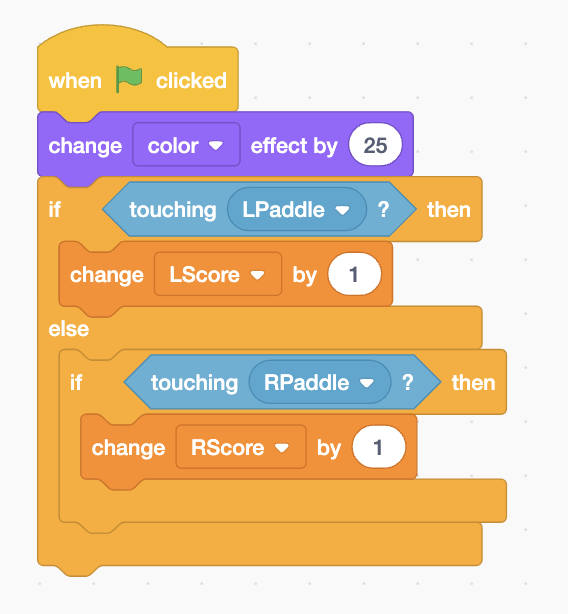 when clicked
change color effect by 25
if touching LPaddle ? then
change LScore by 1
else
if touching RPaddle ? then
change RScore by 1